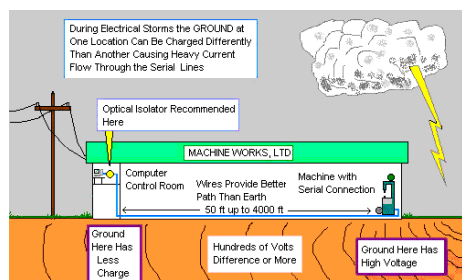 During Electrical Storms the GROUND at
One Location Can Be Charged Differently
Than Another Causing Heavy Current
Flow Through the Serial Lines
Optical Isolator Recommended
Here
MACHINE WORKS, LTD
Computer
Control Room
Wires Provide Better
Path Than Earth
50 ft up to 4000 ft
Machine with
Serial Connection
Ground
Here Has
Less
Charge
Hundreds of Volts
Difference or More
Ground Here Has
High Voltage